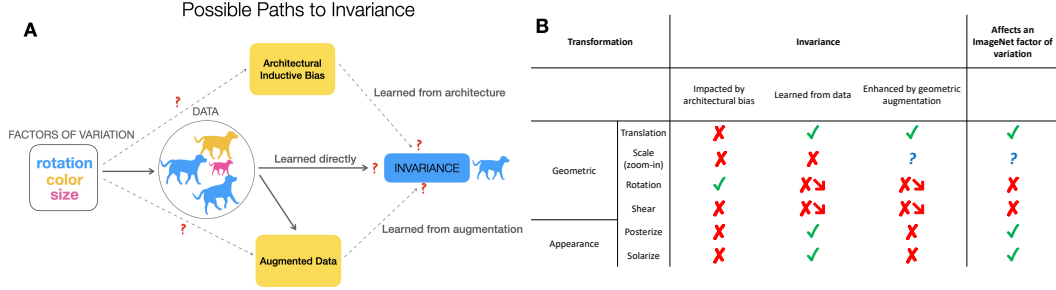 Possible Paths to Invariance
A
Architectural
Inductive Bias
?
DATA
Learned from architecture
FACTORS OF VARIATION
?
rotation
color
size
Learned directly
?
INVARIANCE
?
?
Learned from augmentation
Augmented Data
B
Transformation
Invariance
Affects an
ImageNet factor of
variation
Impacted by
architectural bias
Learned from data
Enhanced by geometric
augmentation
Geometric
Translation
✗ ✓ ✓ ✓
Scale
(zoom-in)
✗ ✗ ? ?
Rotation
✓ ✗↘ ✗↘ ✗
Shear
✗ ✗↘ ✗↘ ✗
Appearance
Posterize
✗ ✓ ✗ ✓
Solarize
✗ ✓ ✗ ✓